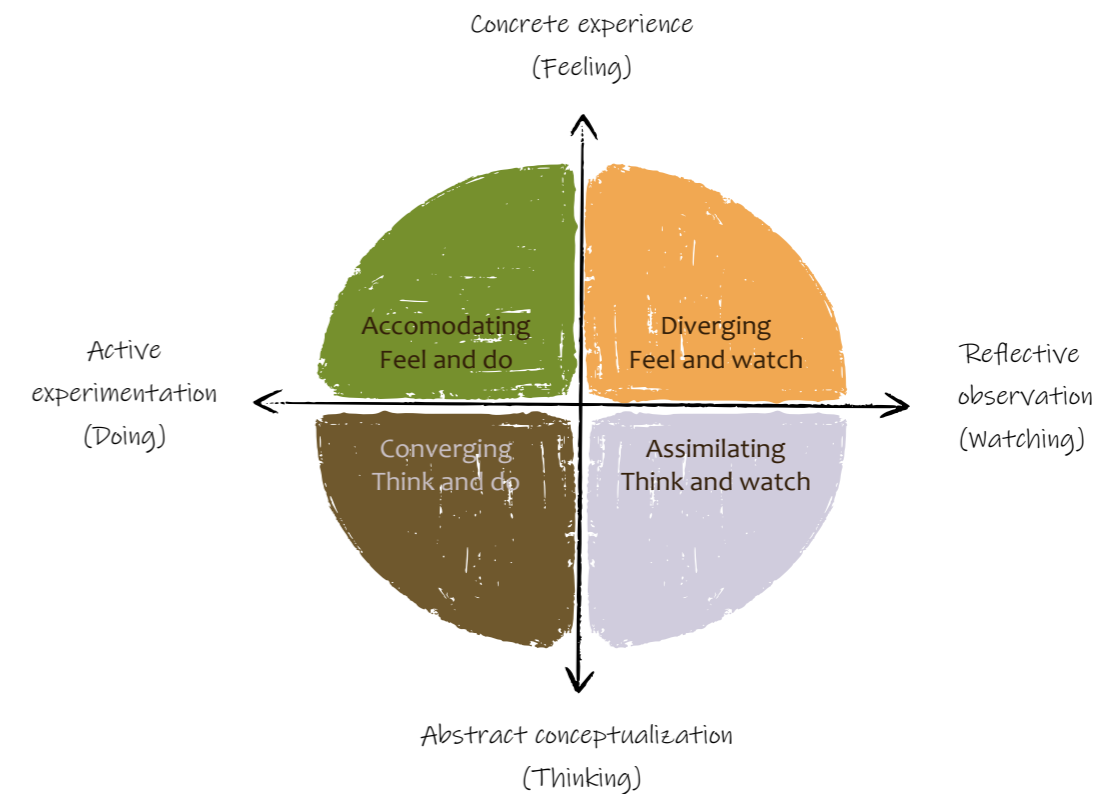 Concrete experience
(Feeling)
Accomodating
Feel and do
Diverging
Feel and watch
Active
experimentation
(Doing)
Reflective
observation
(Watching)
Converging
Think and do
Assimilating
Think and watch
Abstract conceptualization
(Thinking)